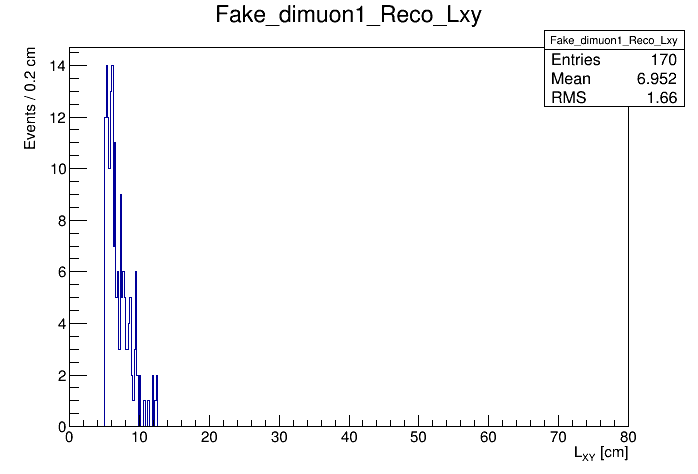 Fake_dimuon1_Reco_Lxy
Fake_dimuon1_Reco_Lxy
Entries 170
Mean 6.952
RMS 1.66
Events / 0.2 cm
14
12
10
8
6
4
2
0
0 10 20 30 40 50 60 70 80
L_XY [cm]